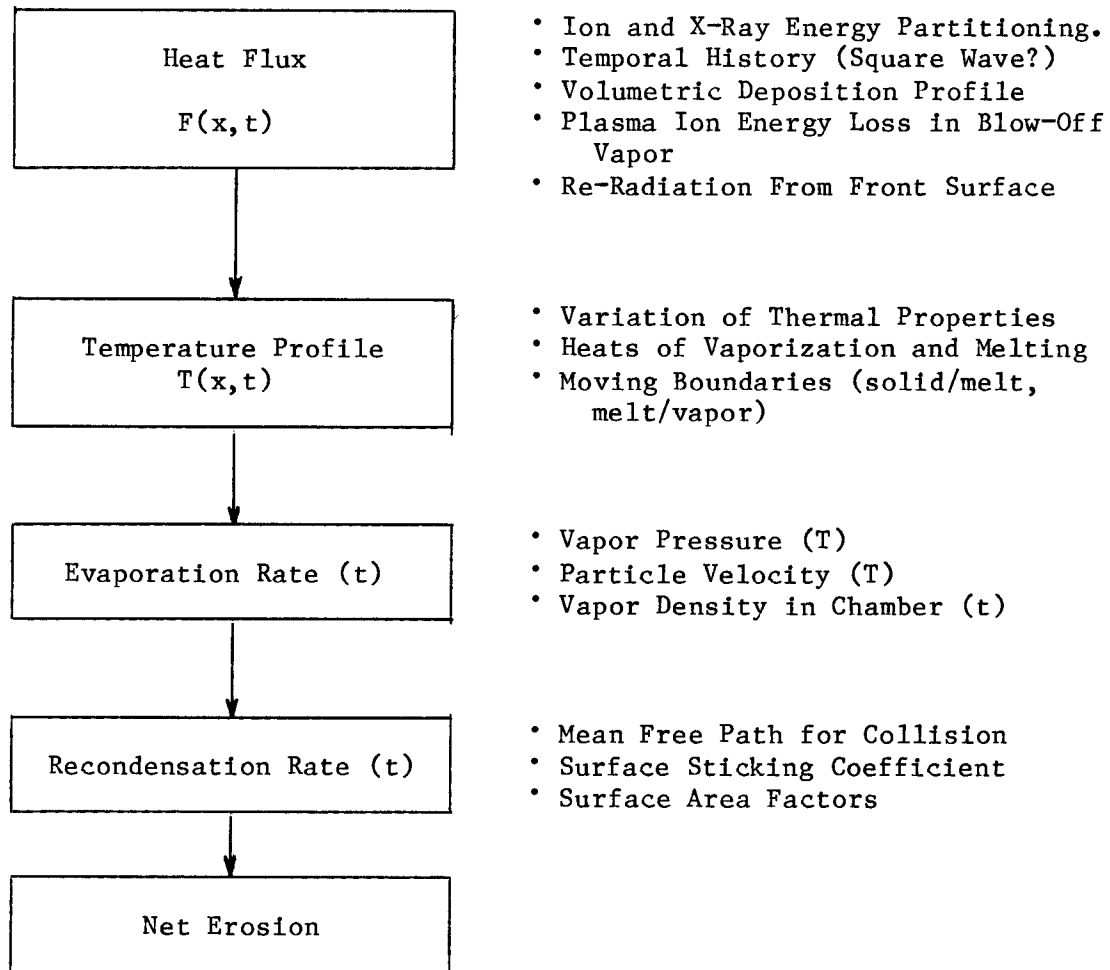 Heat Flux
F(x,t)
• Ion and X-Ray Energy Partitioning.
• Temporal History (Square Wave?)
• Volumetric Deposition Profile
• Plasma Ion Energy Loss in Blow-Off
Vapor
• Re-Radiation From Front Surface
Temperature Profile
T(x,t)
• Variation of Thermal Properties
• Heats of Vaporization and Melting
• Moving Boundaries (solid/melt,
melt/vapor)
Evaporation Rate (t)
• Vapor Pressure (T)
• Particle Velocity (T)
• Vapor Density in Chamber (t)
Recondensation Rate (t)
• Mean Free Path for Collision
• Surface Sticking Coefficient
• Surface Area Factors
Net Erosion